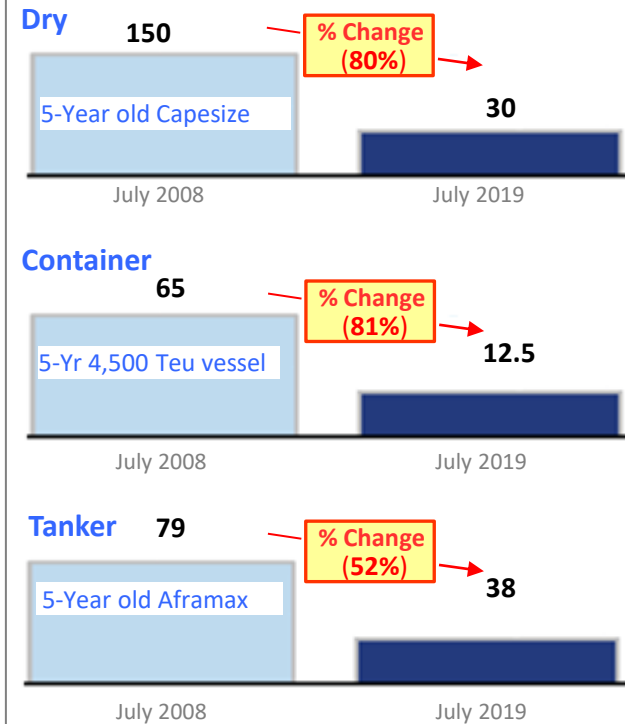 Dry
150
% Change
(80%)
5-Year old Capesize
30
July 2008
July 2019
Container
65
% Change
(81%)
5-Yr 4,500 Teu vessel
12.5
July 2008
July 2019
Tanker
79
% Change
(52%)
5-Year old Aframax
38
July 2008
July 2019